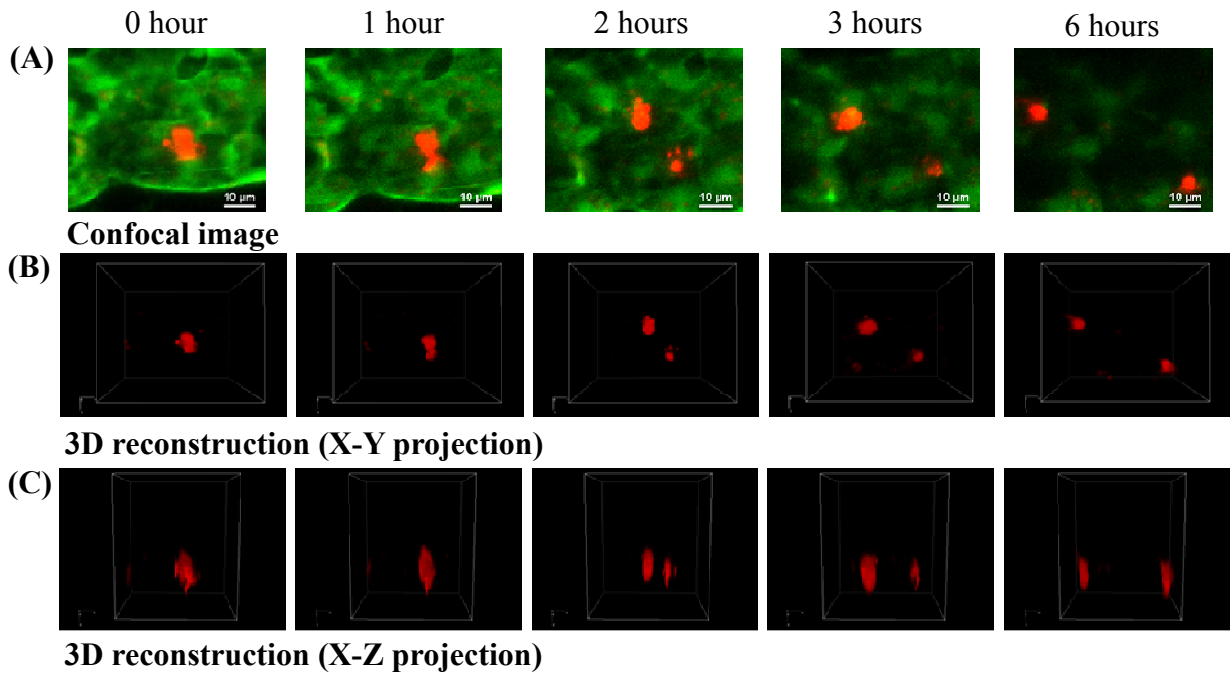 0 hour 1 hour 2 hours 3 hours 6 hours
(A)
10 μm 10 μm 10 μm 10 μm 10 μm
Confocal image
(B)
3D reconstruction (X-Y projection)
(C)
3D reconstruction (X-Z projection)